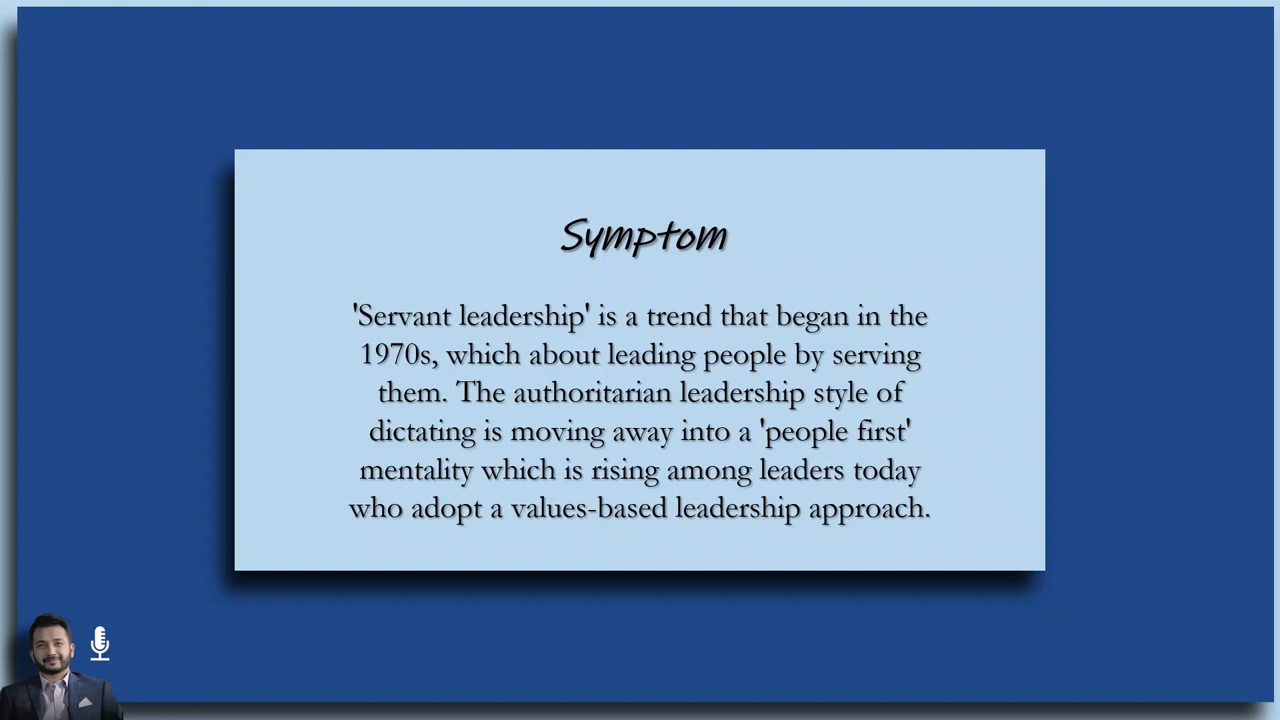 Symptom
'Servant leadership' is a trend that began in the
1970s, which about leading people by serving
them. The authoritarian leadership style of
dictating is moving away into a 'people first'
mentality which is rising among leaders today
who adopt a values-based leadership approach.